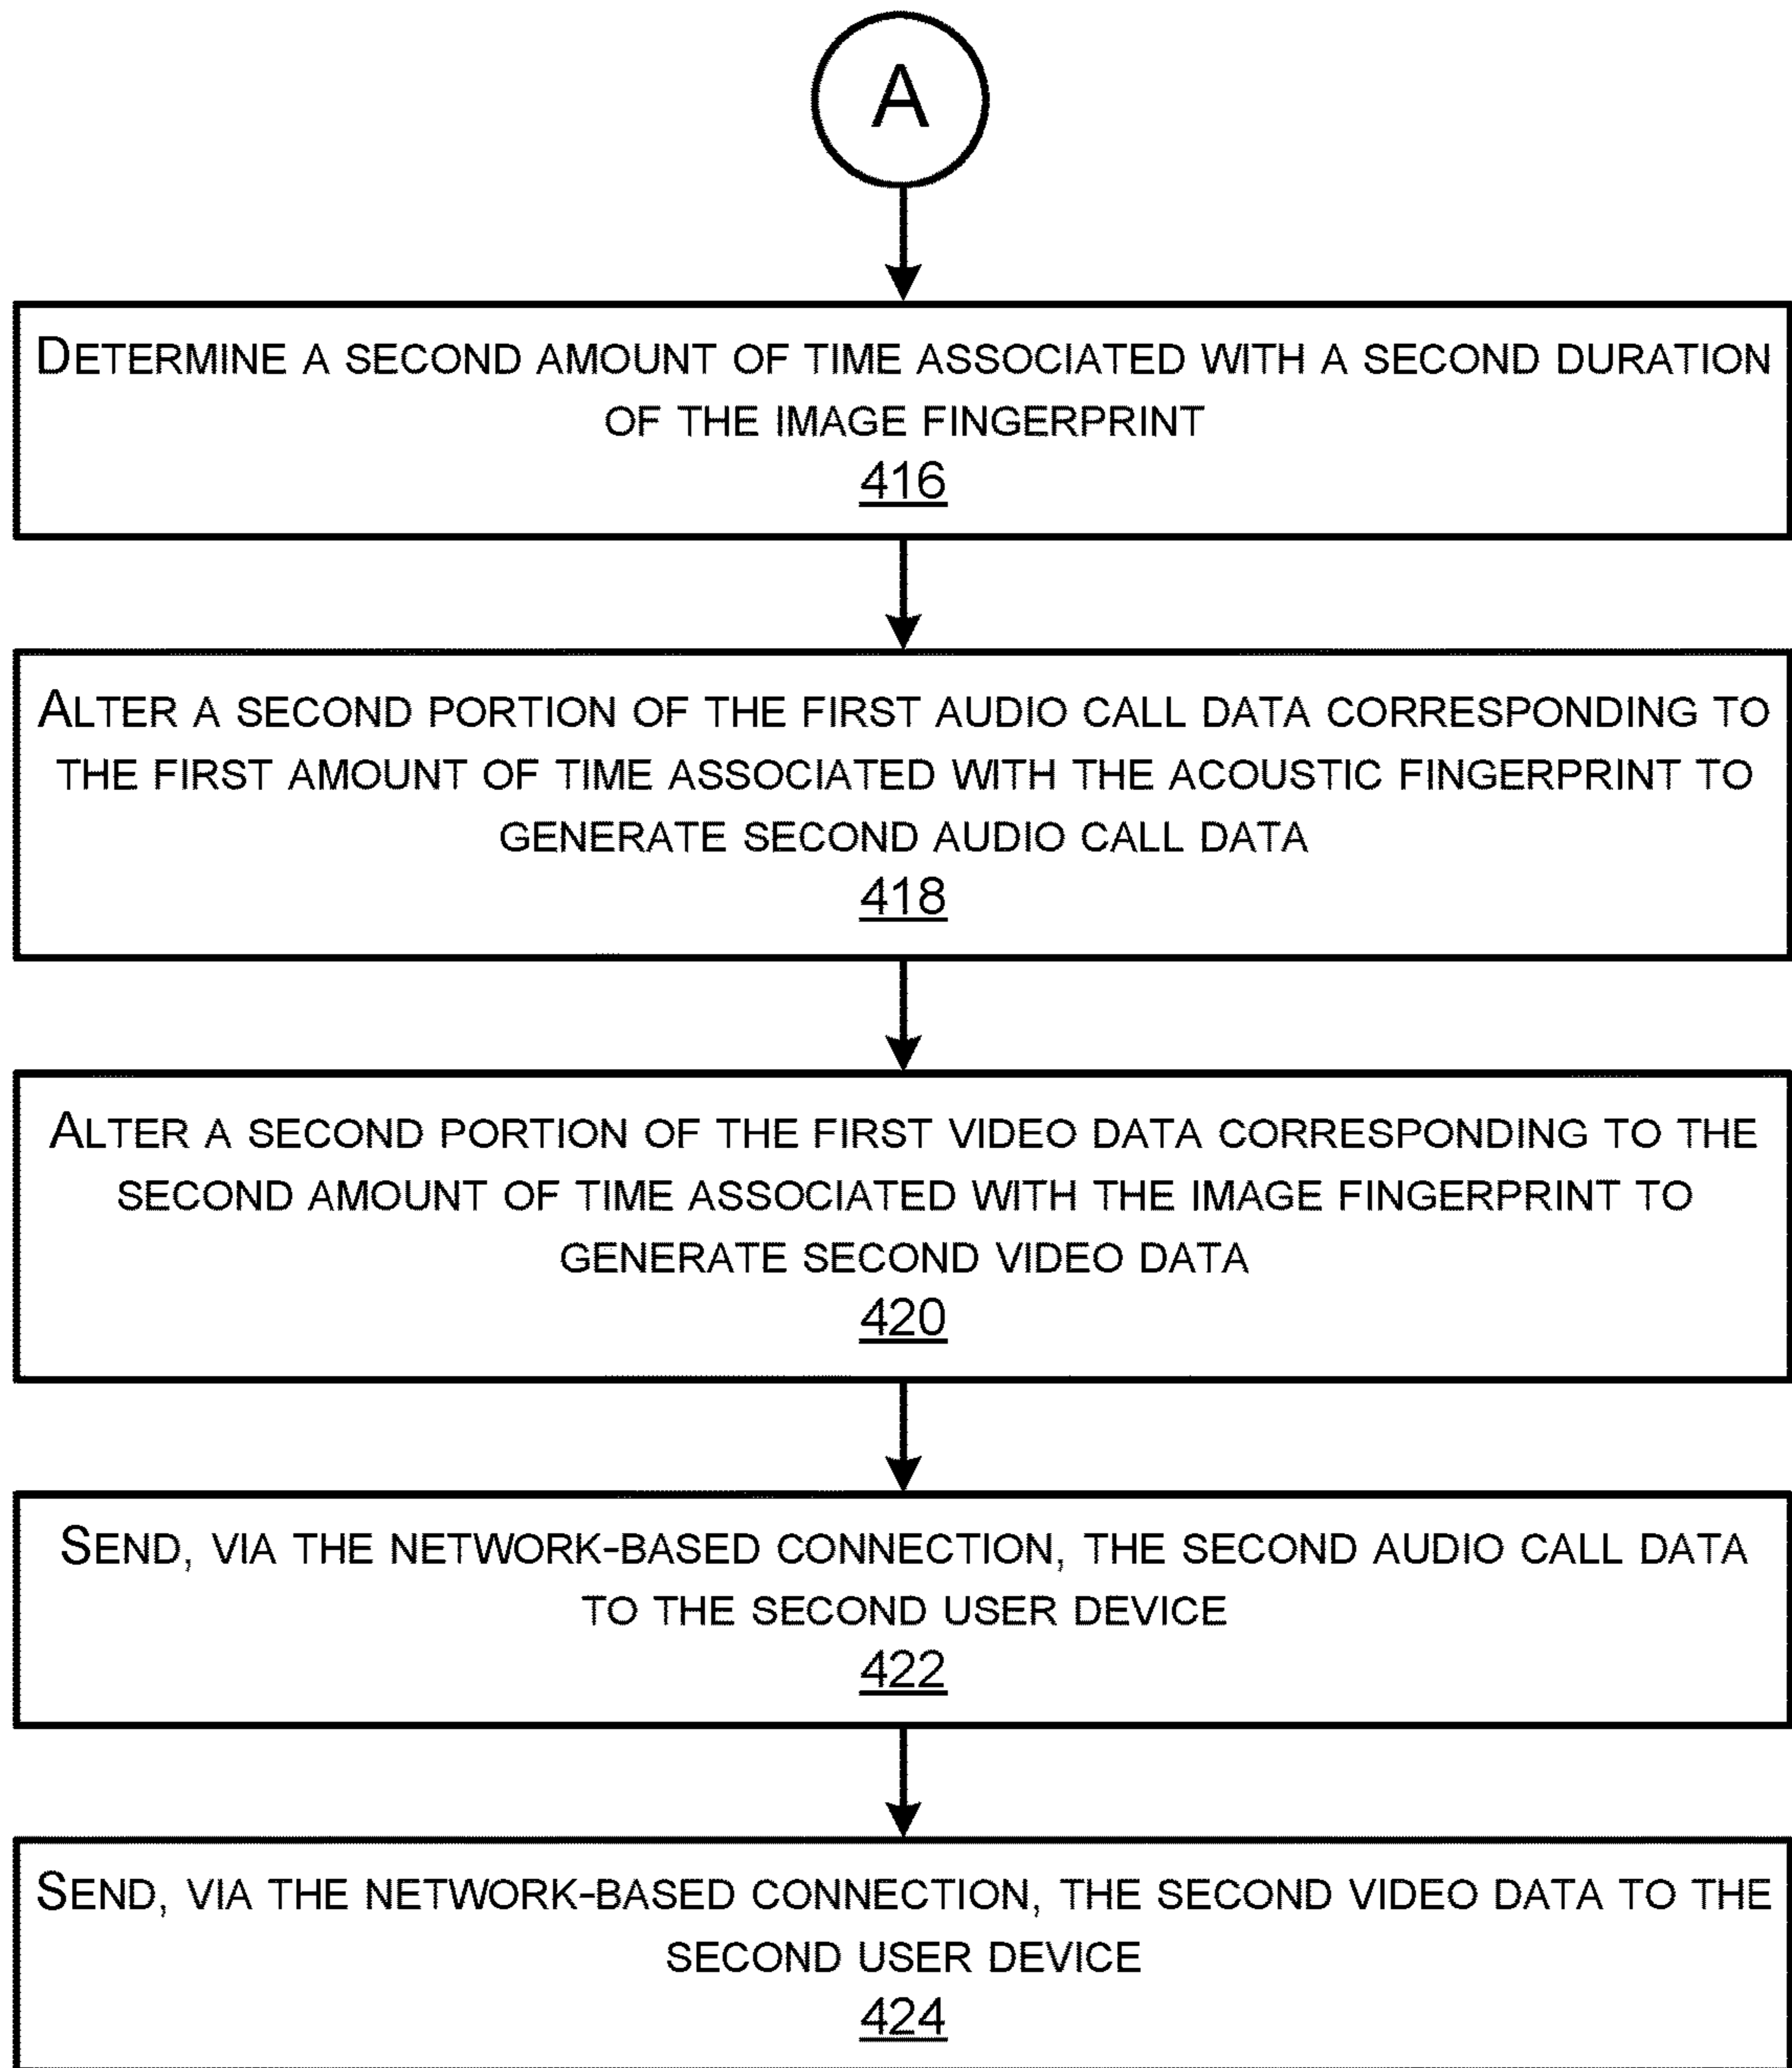 A
DETERMINE A SECOND AMOUNT OF TIME ASSOCIATED WITH A SECOND DURATION
OF THE IMAGE FINGERPRINT
416
ALTER A SECOND PORTION OF THE FIRST AUDIO CALL DATA CORRESPONDING TO
THE FIRST AMOUNT OF TIME ASSOCIATED WITH THE ACOUSTIC FINGERPRINT TO
GENERATE SECOND AUDIO CALL DATA
418
ALTER A SECOND PORTION OF THE FIRST VIDEO DATA CORRESPONDING TO THE
SECOND AMOUNT OF TIME ASSOCIATED WITH THE IMAGE FINGERPRINT TO
GENERATE SECOND VIDEO DATA
420
SEND, VIA THE NETWORK-BASED CONNECTION, THE SECOND AUDIO CALL DATA
TO THE SECOND USER DEVICE
422
SEND, VIA THE NETWORK-BASED CONNECTION, THE SECOND VIDEO DATA TO THE
SECOND USER DEVICE
424